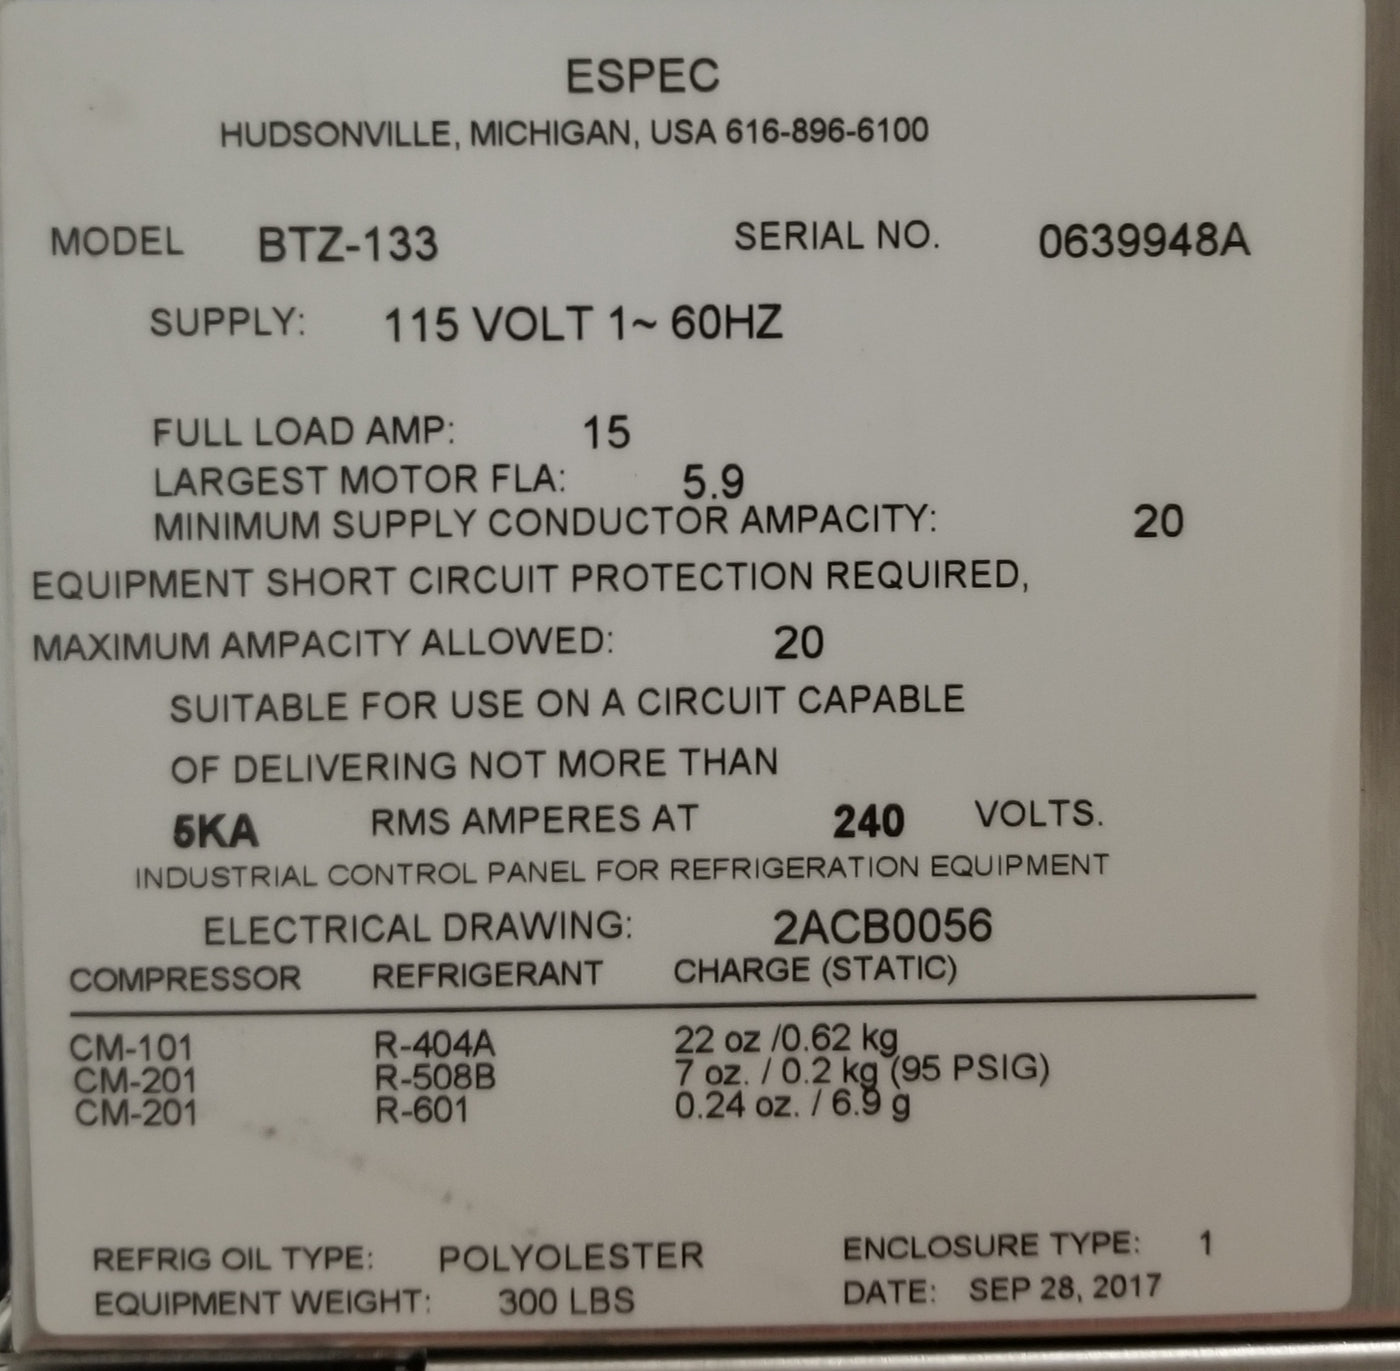 ESPEC
HUDSONVILLE, MICHIGAN, USA 616-896-6100
MODEL BTZ-133 SERIAL NO. 0639948A
SUPPLY: 115 VOLT 1~ 60HZ
FULL LOAD AMP: 15
LARGEST MOTOR FLA: 5.9
MINIMUM SUPPLY CONDUCTOR AMPACITY: 20
EQUIPMENT SHORT CIRCUIT PROTECTION REQUIRED,
MAXIMUM AMPACITY ALLOWED: 20
SUITABLE FOR USE ON A CIRCUIT CAPABLE
OF DELIVERING NOT MORE THAN
5KA RMS AMPERES AT 240 VOLTS.
INDUSTRIAL CONTROL PANEL FOR REFRIGERATION EQUIPMENT
ELECTRICAL DRAWING: 2ACB0056
COMPRESSOR REFRIGERANT CHARGE (STATIC)
CM-101 R-404A 22 oz /0.62 kg
CM-201 R-508B 7 oz. / 0.2 kg (95 PSIG)
CM-201 R-601 0.24 oz. / 6.9 g
REFRIG OIL TYPE: POLYOLESTER ENCLOSURE TYPE: 1
EQUIPMENT WEIGHT: 300 LBS DATE: SEP 28, 2017